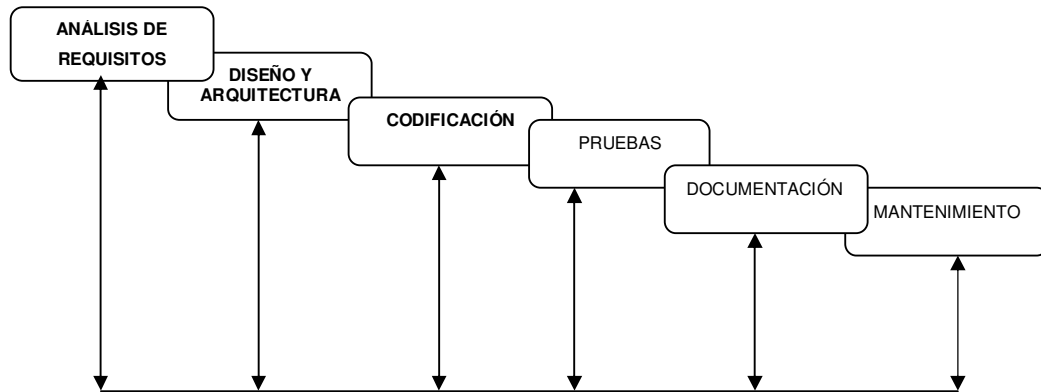 ANÁLISIS DE
REQUISITOS
DISEÑO Y
ARQUITECTURA
CODIFICACIÓN
PRUEBAS
DOCUMENTACIÓN
MANTENIMIENTO